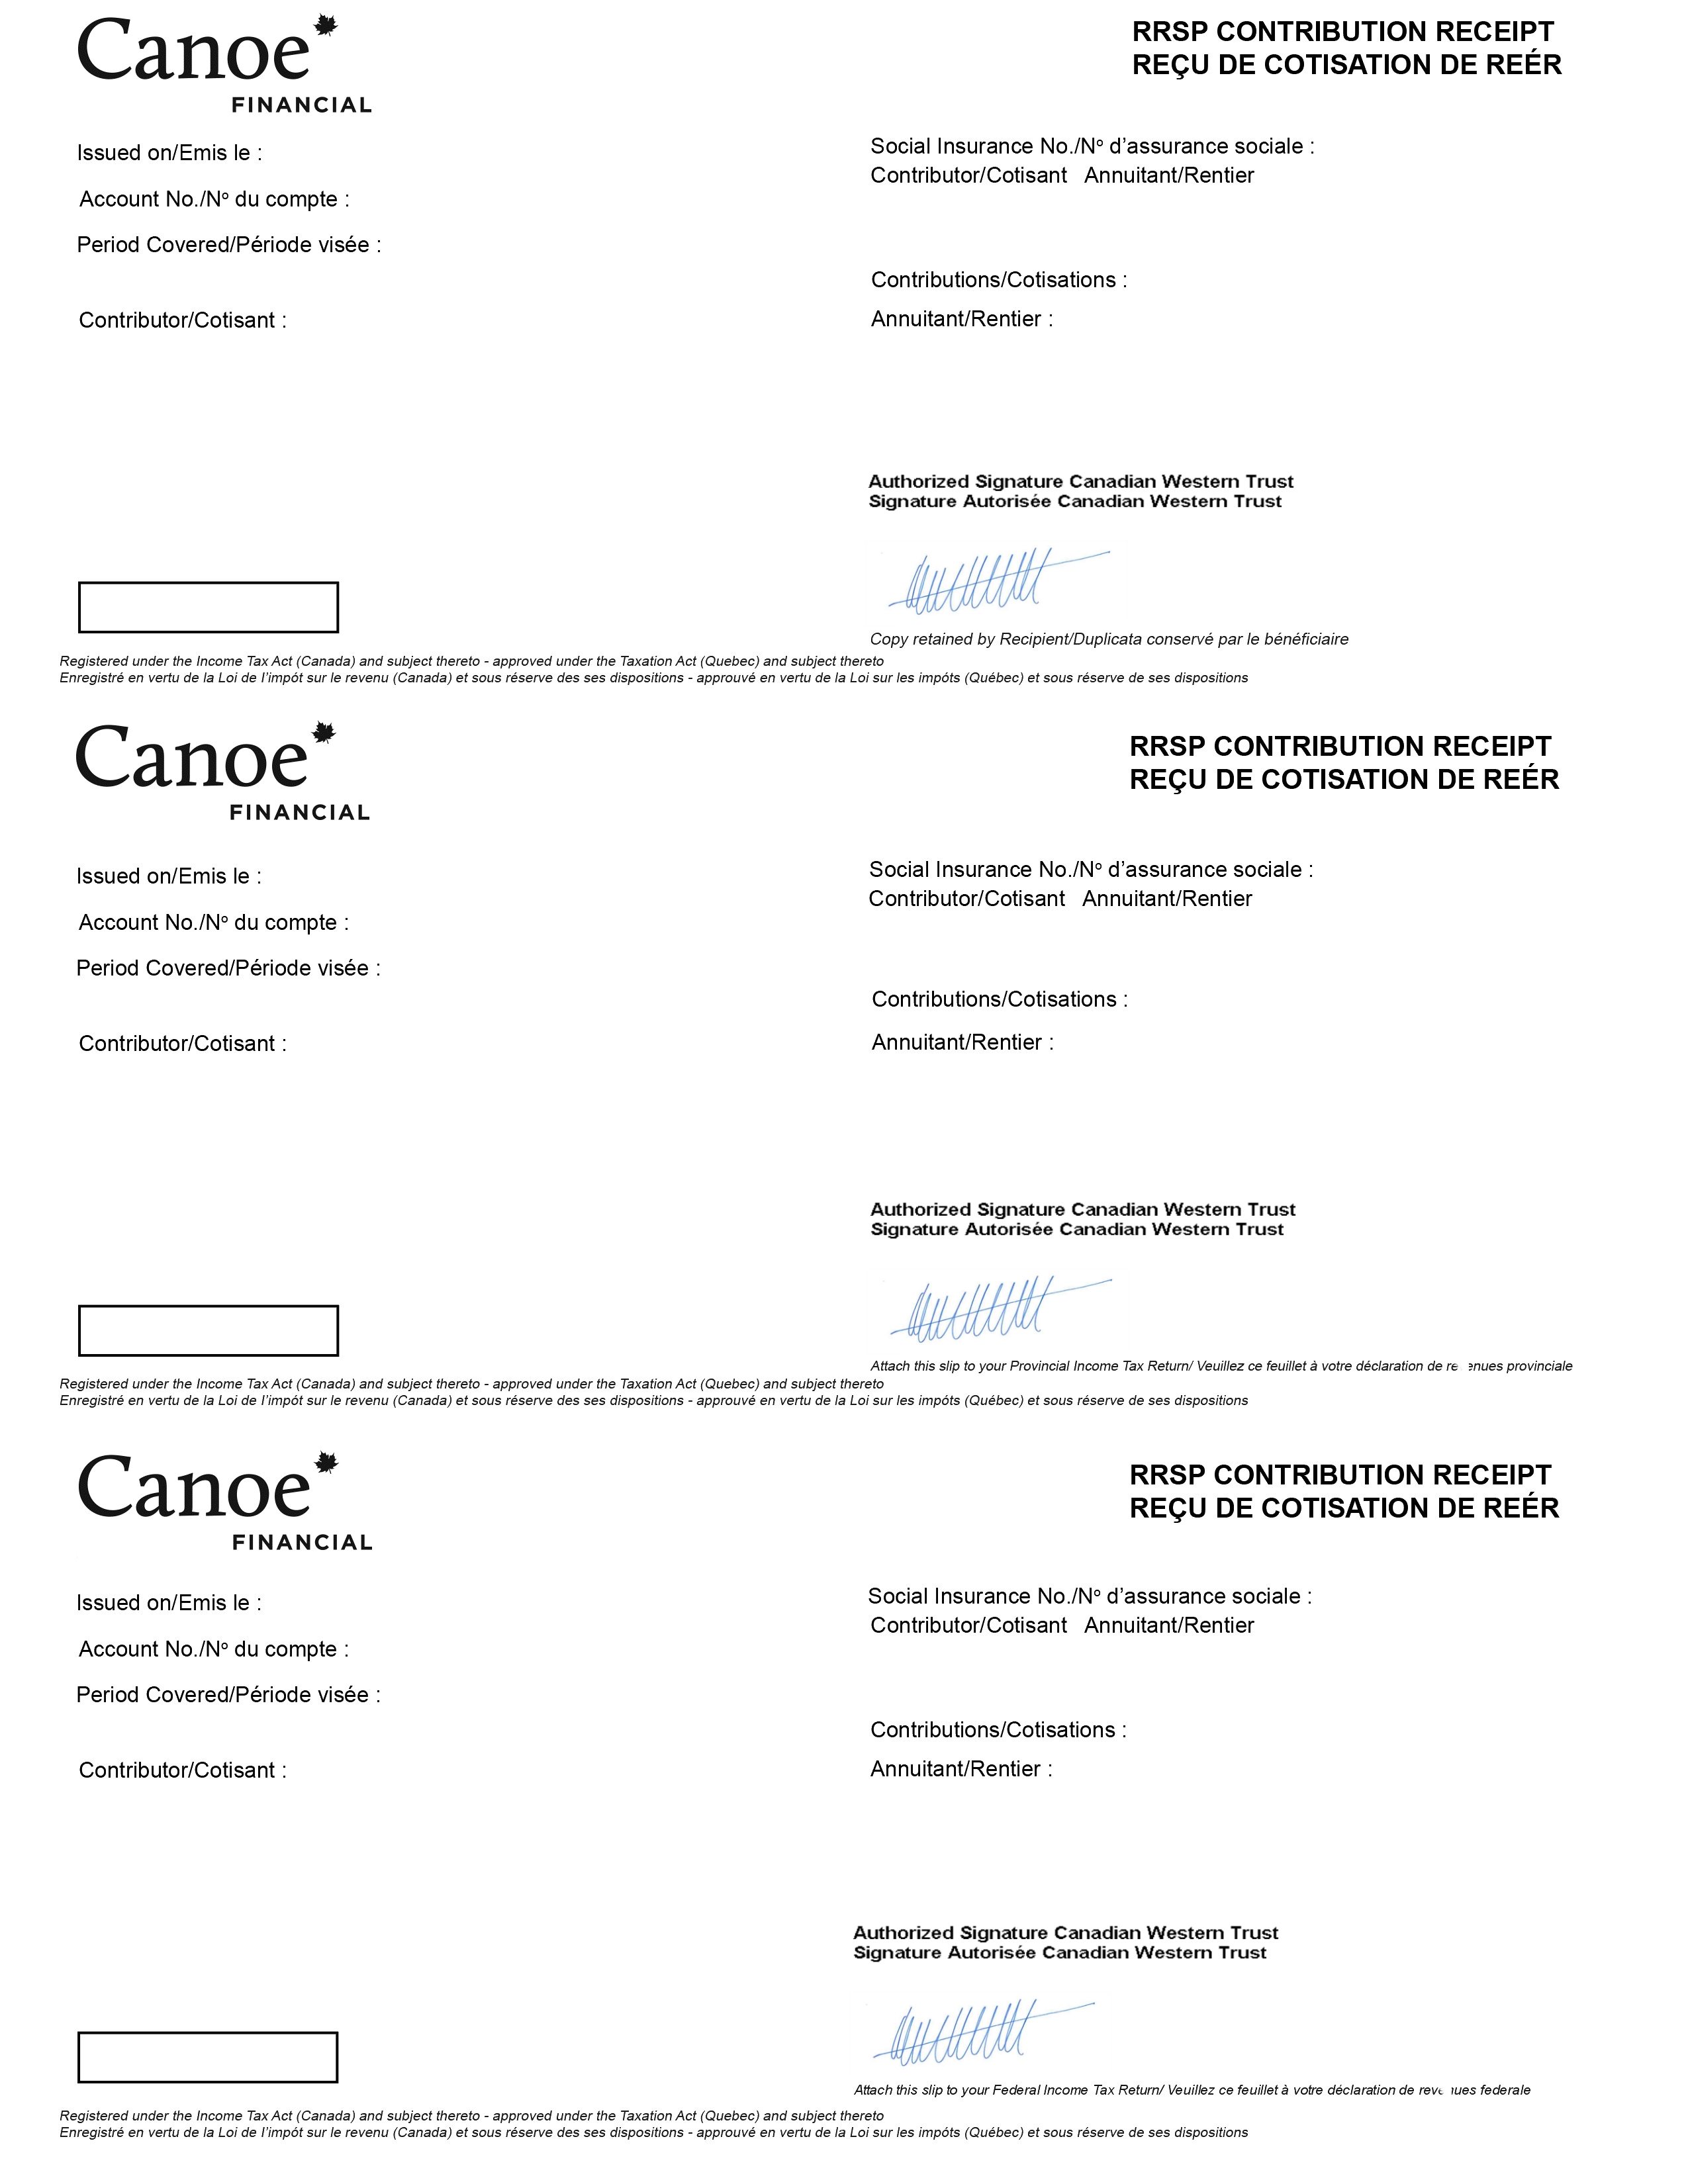 Canoe
FINANCIAL
RRSP CONTRIBUTION RECEIPT
REÇU DE COTISATION DE REÉR
Issued on/Emis le :
Social Insurance No./Nº d’assurance sociale :
Contributor/Cotisant Annuitant/Rentier
Account No./Nº du compte :
Period Covered/Période visée :
Contributions/Cotisations :
Contributor/Cotisant :
Annuitant/Rentier :
Authorized Signature Canadian Western Trust
Signature Autorisée Canadian Western Trust
Copy retained by Recipient/Duplicata conservé par le bénéficiaire
Registered under the Income Tax Act (Canada) and subject thereto - approved under the Taxation Act (Quebec) and subject thereto
Enregistré en vertu de la Loi de l’impót sur le revenu (Canada) et sous réserve des ses dispositions - approuvé en vertu de la Loi sur les impóts (Québec) et sous réserve de ses dispositions
Canoe
FINANCIAL
RRSP CONTRIBUTION RECEIPT
REÇU DE COTISATION DE REÉR
Issued on/Emis le :
Social Insurance No./Nº d’assurance sociale :
Contributor/Cotisant Annuitant/Rentier
Account No./Nº du compte :
Period Covered/Période visée :
Contributions/Cotisations :
Contributor/Cotisant :
Annuitant/Rentier :
Authorized Signature Canadian Western Trust
Signature Autorisée Canadian Western Trust
Attach this slip to your Provincial Income Tax Return/ Veuillez ce feuillet à votre déclaration de re enues provinciale
Registered under the Income Tax Act (Canada) and subject thereto - approved under the Taxation Act (Quebec) and subject thereto
Enregistré en vertu de la Loi de l’impót sur le revenu (Canada) et sous réserve des ses dispositions - approuvé en vertu de la Loi sur les impóts (Québec) et sous réserve de ses dispositions
Canoe
FINANCIAL
RRSP CONTRIBUTION RECEIPT
REÇU DE COTISATION DE REÉR
Issued on/Emis le :
Social Insurance No./Nº d’assurance sociale :
Contributor/Cotisant Annuitant/Rentier
Account No./Nº du compte :
Period Covered/Période visée :
Contributions/Cotisations :
Contributor/Cotisant :
Annuitant/Rentier :
Authorized Signature Canadian Western Trust
Signature Autorisée Canadian Western Trust
Attach this slip to your Federal Income Tax Return/ Veuillez ce feuillet à votre déclaration de reve ues federale
Registered under the Income Tax Act (Canada) and subject thereto - approved under the Taxation Act (Quebec) and subject thereto
Enregistré en vertu de la Loi de l’impót sur le revenu (Canada) et sous réserve des ses dispositions - approuvé en vertu de la Loi sur les impóts (Québec) et sous réserve de ses dispositions